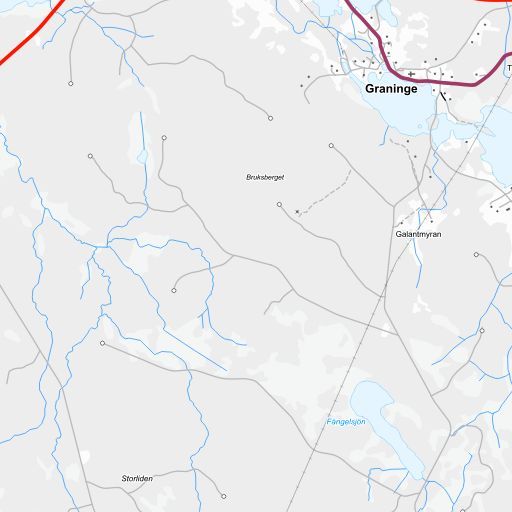 T
Graninge
Bruksberget
Galantmyran
Fängelsjön
Storliden